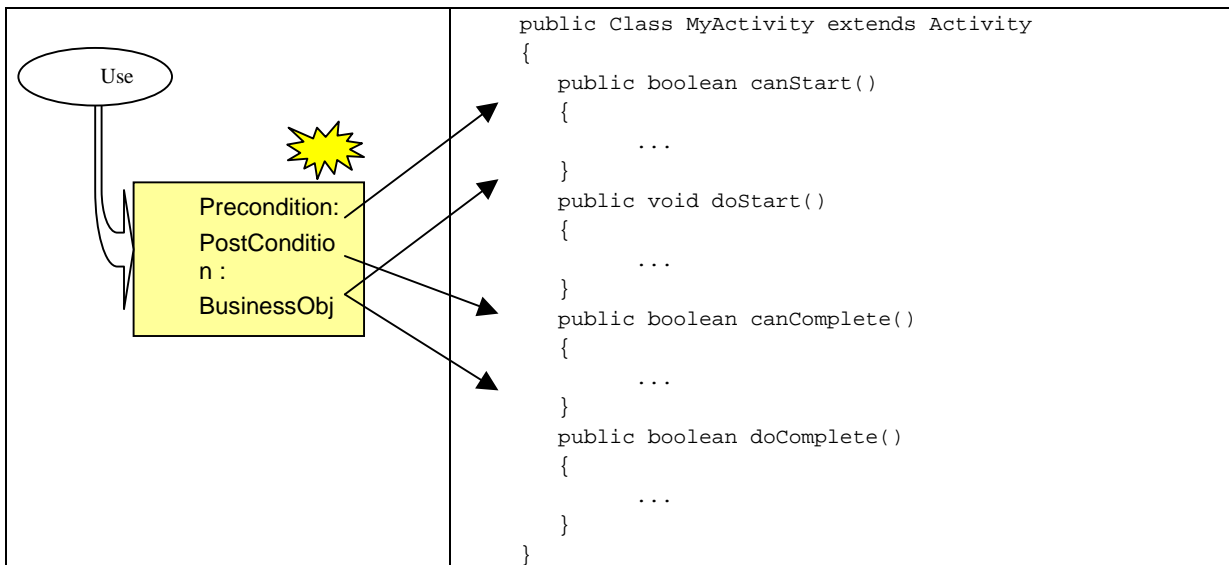 Use
Precondition:
PostConditio
n :
BusinessObj
public Class MyActivity extends Activity
{
public boolean canStart()
{
...
}
public void doStart()
{
...
}
public boolean canComplete()
{
...
}
public boolean doComplete()
{
...
}
}